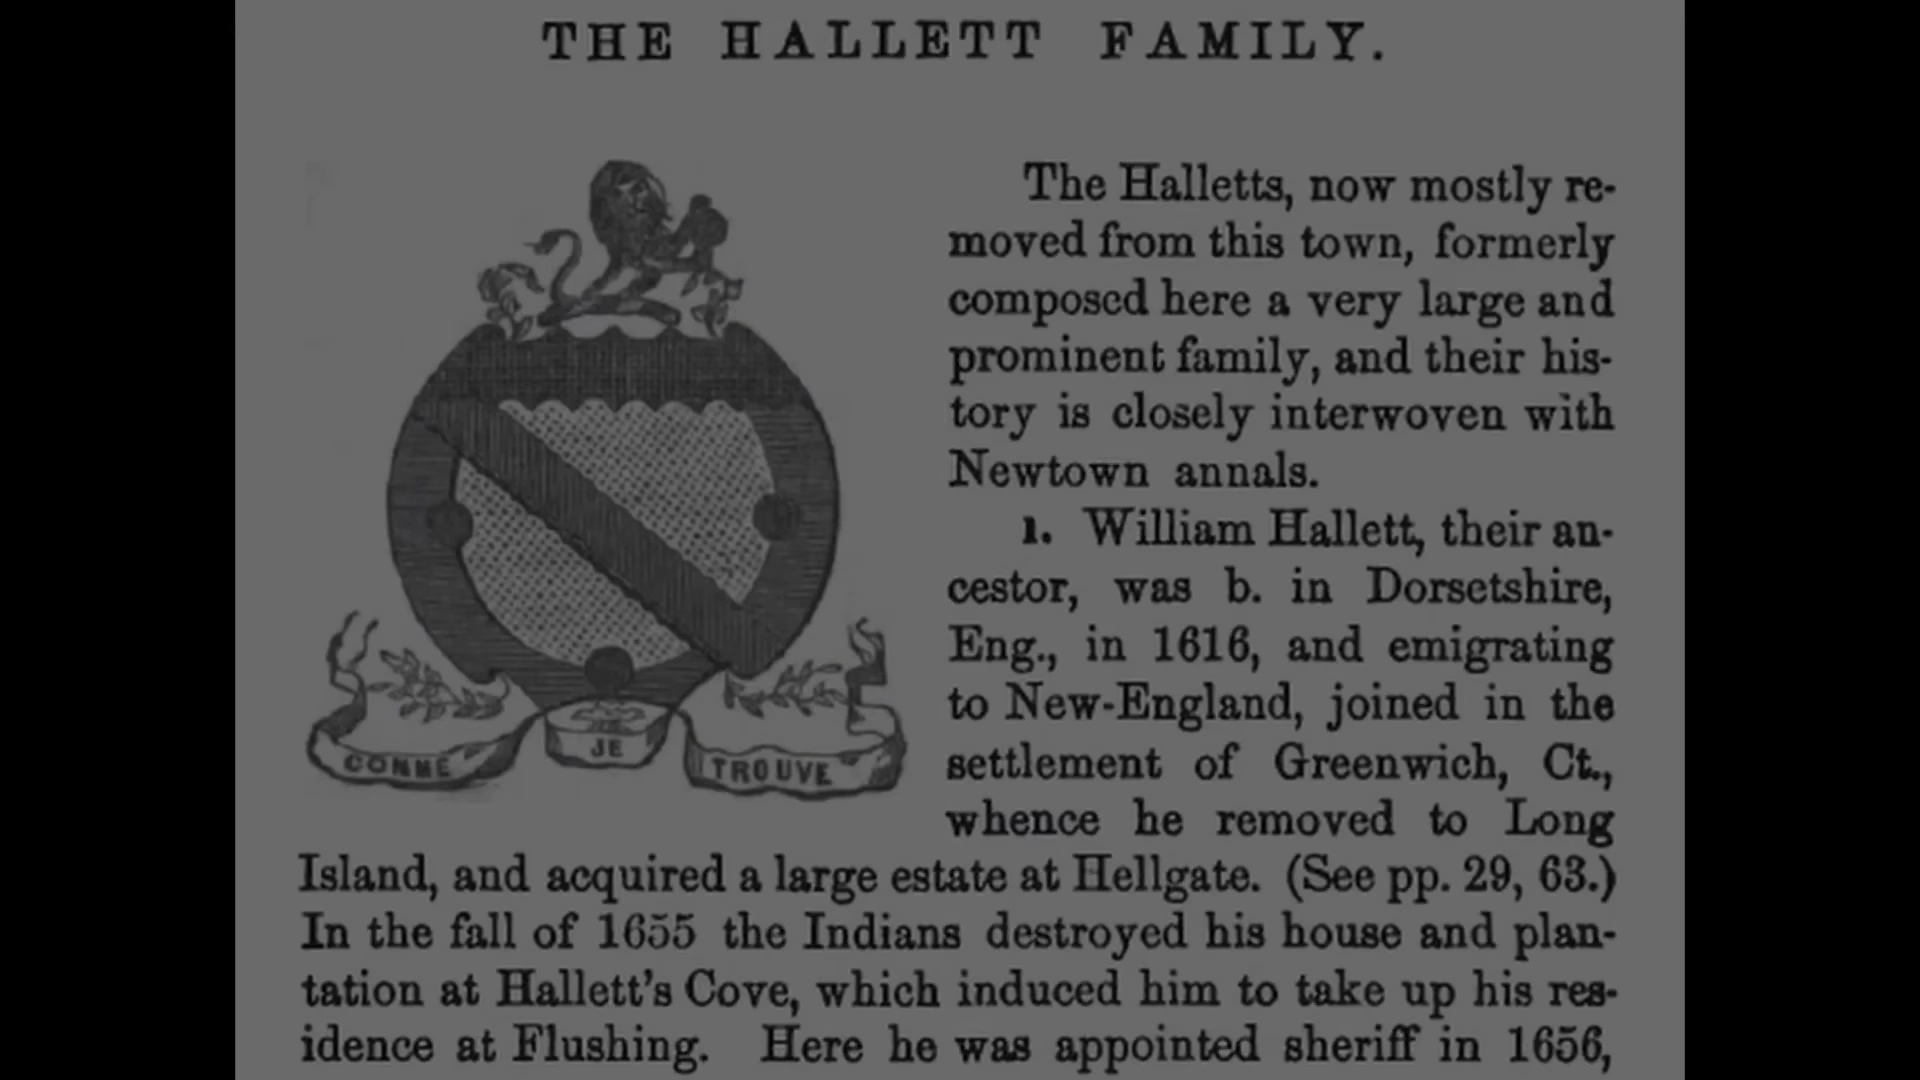 THE HALLETT FAMILY.
The Halletts, now mostly re-
moved from this town, formerly
composed here a very large and
prominent family, and their his-
tory is closely interwoven with
Newtown annals.
1. William Hallett, their an-
cestor, was b. in Dorsetshire,
Eng., in 1616, and emigrating
to New-England, joined in the
settlement of Greenwich, Ct.,
whence he removed to Long
Island, and acquired a large estate at Hellgate. (See pp. 29, 63.)
In the fall of 1655 the Indians destroyed his house and plan-
tation at Hallett's Cove, which induced him to take up his res-
idence at Flushing. Here he was appointed sheriff in 1656,
COMME JE TROUVE